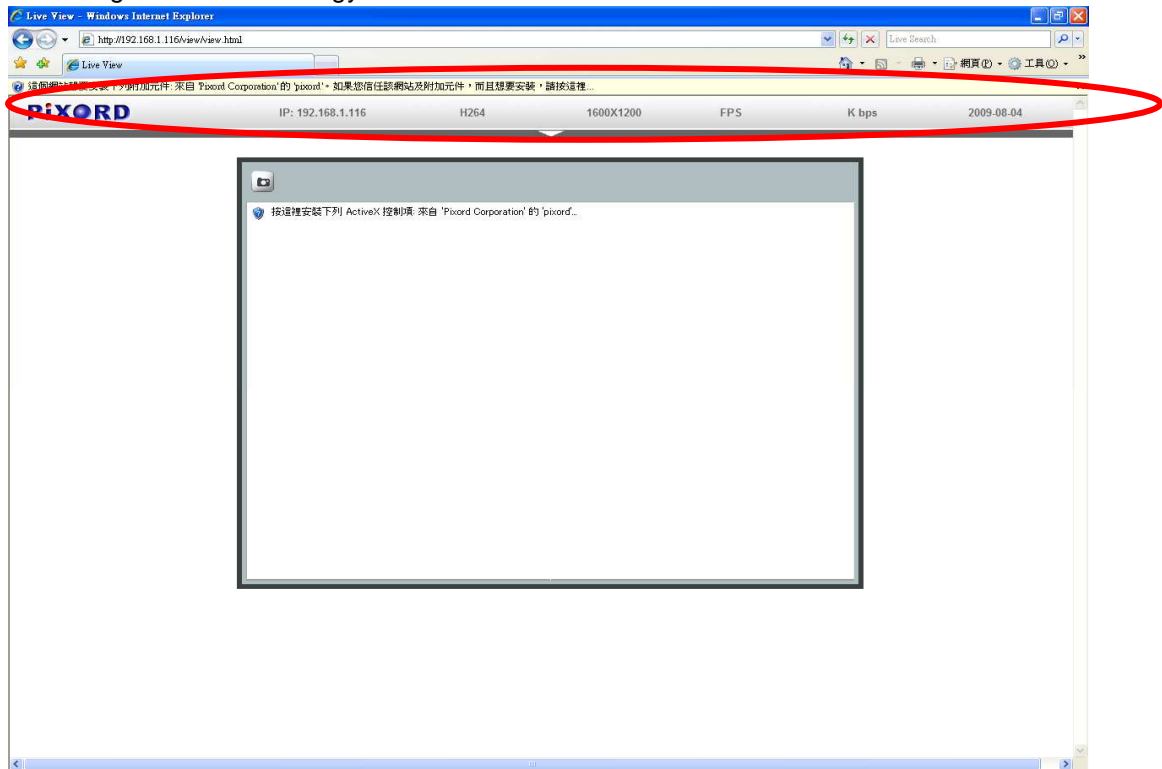 Live View - Windows Internet Explorer
http://192.168.1.116/view/view.html
Live Search
Live View
網頁(P)
工具(O)
來自 'Pixord Corporation' 的 'pixord'。如果您信任該網站及附加元件，而且想要安裝，請按這裡...
PiXORD IP: 192.168.1.116 H264 1600X1200 FPS K bps 2009-08-04
按這裡安裝下列 ActiveX 控制項: 來自 'Pixord Corporation' 的 'pixord'...